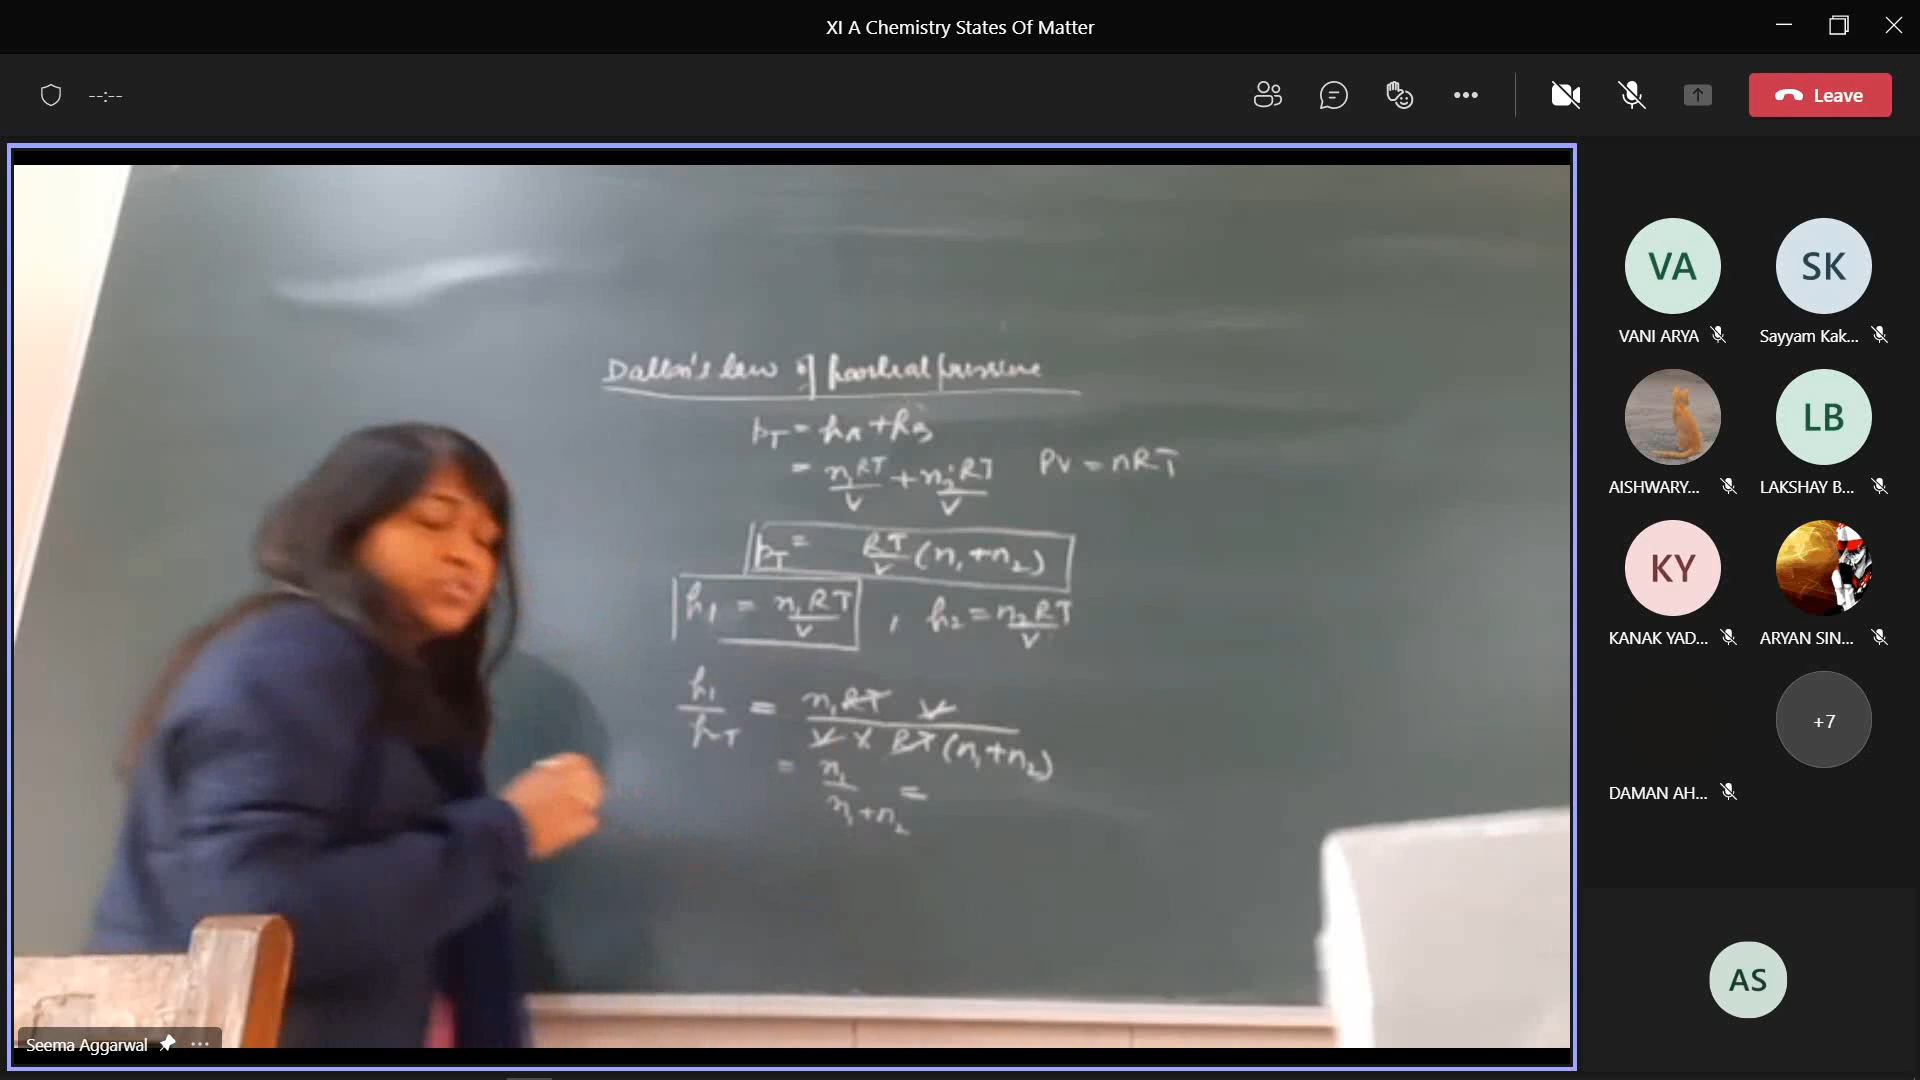 XI A Chemistry States Of Matter
--:--
Leave
Dalton's law of partial pressure
pT = pA + pB
= n1RT/V + n2RT/V PV = nRT
pT = RT/V (n1+n2)
p1 = n1RT/V , p2 = n2RT/V
p1/pT = n1RT V / V × RT (n1+n2)
= n1/n1+n2 =
VA
SK
VANI ARYA
Sayyam Kak...
LB
AISHWARY...
LAKSHAY B...
KY
KANAK YAD...
ARYAN SIN...
+7
DAMAN AH...
AS
Seema Aggarwal ...